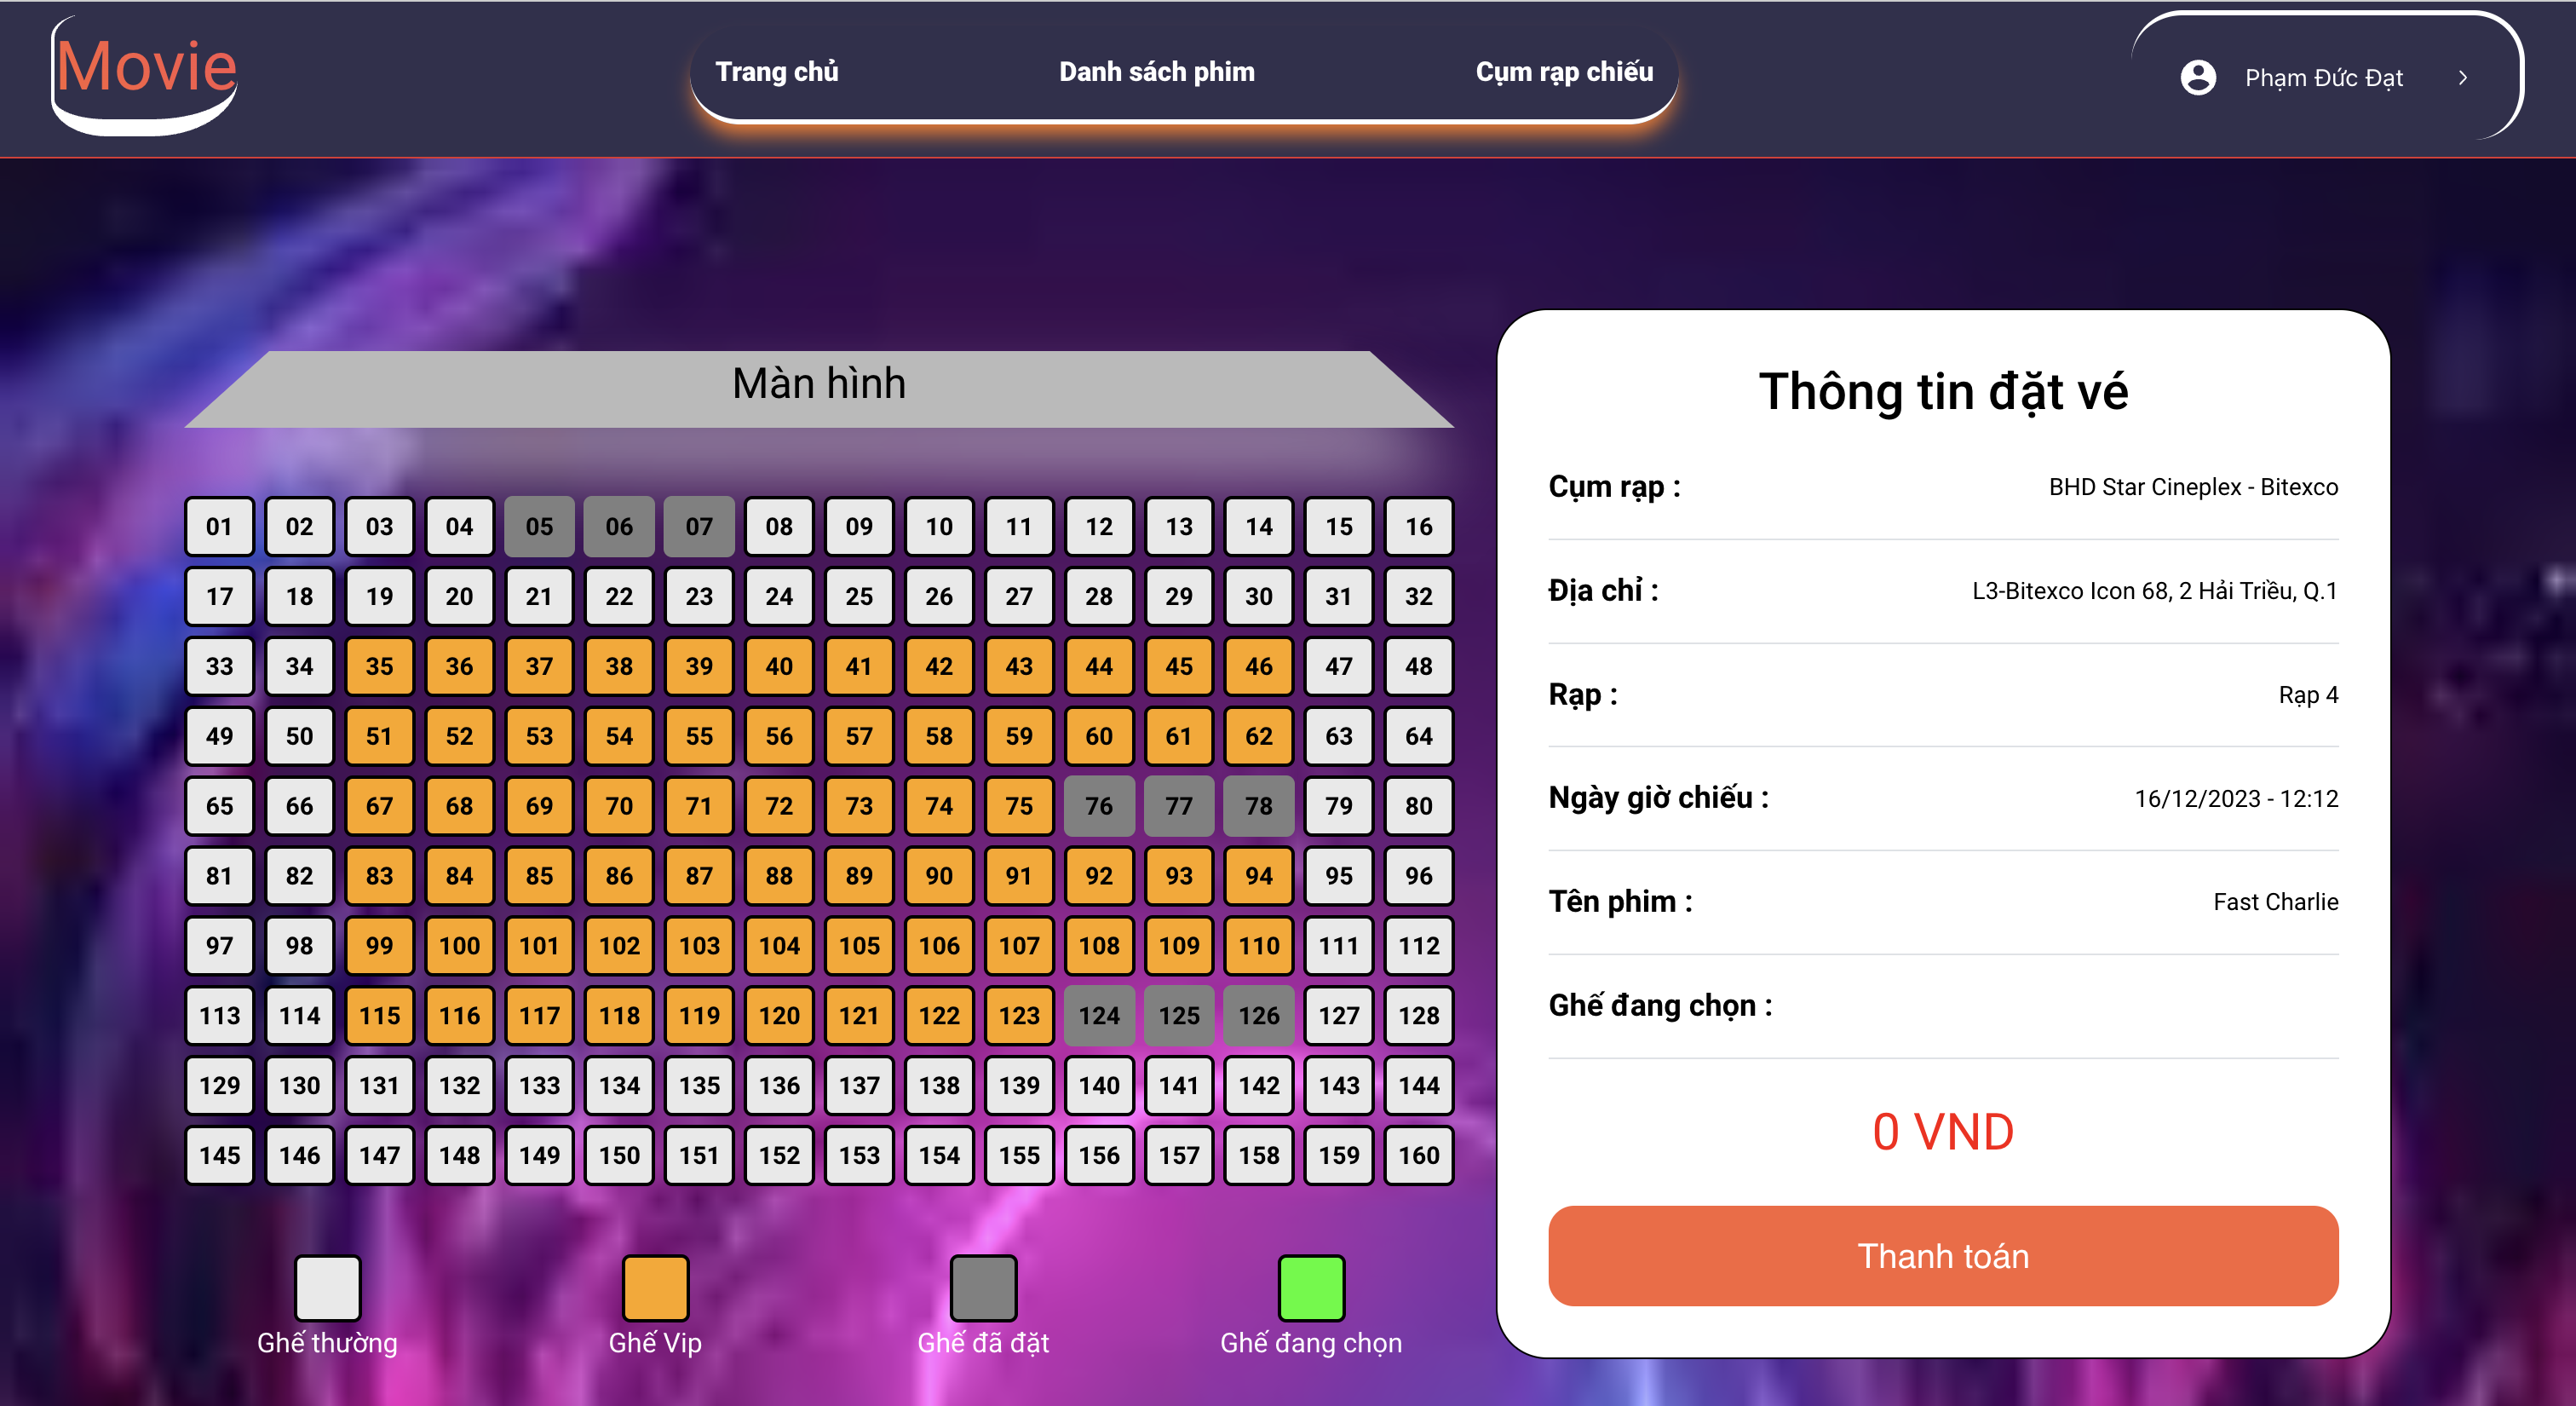 Movie
Trang chủ Danh sách phim Cụm rạp chiếu
Phạm Đức Đạt
Màn hình
01 02 03 04 05 06 07 08 09 10 11 12 13 14 15 16
17 18 19 20 21 22 23 24 25 26 27 28 29 30 31 32
33 34 35 36 37 38 39 40 41 42 43 44 45 46 47 48
49 50 51 52 53 54 55 56 57 58 59 60 61 62 63 64
65 66 67 68 69 70 71 72 73 74 75 76 77 78 79 80
81 82 83 84 85 86 87 88 89 90 91 92 93 94 95 96
97 98 99 100 101 102 103 104 105 106 107 108 109 110 111 112
113 114 115 116 117 118 119 120 121 122 123 124 125 126 127 128
129 130 131 132 133 134 135 136 137 138 139 140 141 142 143 144
145 146 147 148 149 150 151 152 153 154 155 156 157 158 159 160
Ghế thường Ghế Vip Ghế đã đặt Ghế đang chọn
Thông tin đặt vé
Cụm rạp : BHD Star Cineplex - Bitexco
Địa chỉ : L3-Bitexco Icon 68, 2 Hải Triều, Q.1
Rạp : Rạp 4
Ngày giờ chiếu : 16/12/2023 - 12:12
Tên phim : Fast Charlie
Ghế đang chọn :
0 VND
Thanh toán